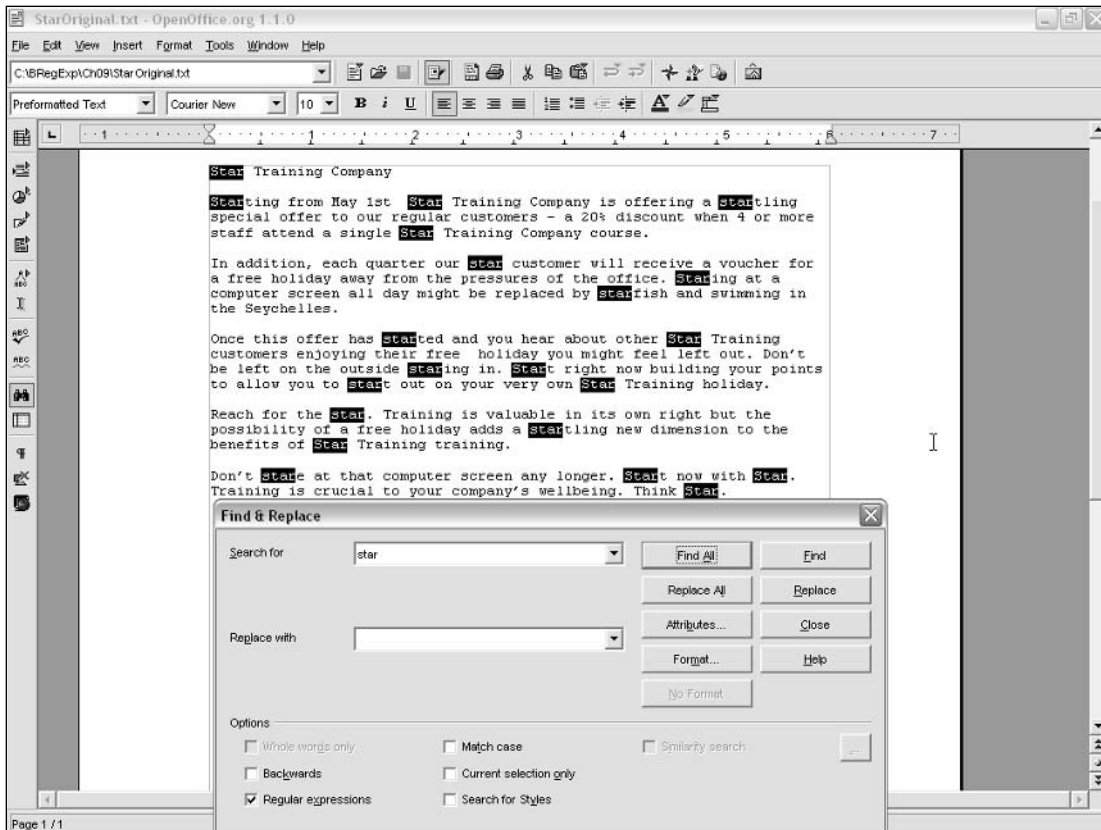 StarOriginal.txt - OpenOffice.org 1.1.0
File Edit View Insert Format Tools Window Help
C:\BRegExp\Ch09\StarOriginal.txt
Preformatted Text Courier New 10 B i U
1 1 2 3 4 5 6 7
Star Training Company
Starting from May 1st Star Training Company is offering a startling
special offer to our regular customers - a 20% discount when 4 or more
staff attend a single Star Training Company course.
In addition, each quarter our star customer will receive a voucher for
a free holiday away from the pressures of the office. Staring at a
computer screen all day might be replaced by starfish and swimming in
the Seychelles.
Once this offer has started and you hear about other Star Training
customers enjoying their free holiday you might feel left out. Don't
be left on the outside staring in. Start right now building your points
to allow you to start out on your very own Star Training holiday.
Reach for the star. Training is valuable in its own right but the
possibility of a free holiday adds a startling new dimension to the
benefits of Star Training training.
Don't stare at that computer screen any longer. Start now with Star.
Training is crucial to your company's wellbeing. Think Star.
Find & Replace
Search for star Find All Find
Replace All Replace
Replace with Attributes... Close
Format... Help
No Format
Options
Whole words only Match case Similarity search ...
Backwards Current selection only
Regular expressions Search for Styles
Page 1 / 1